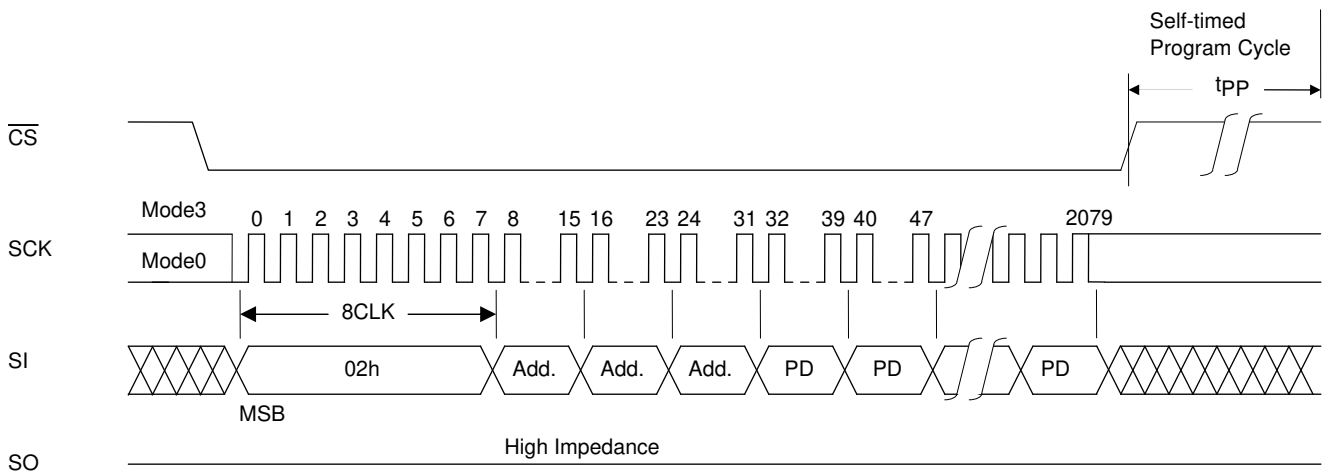 Self-timed
Program Cycle
tPP
CS
Mode3
0 1 2 3 4 5 6 7 8 15 16 23 24 31 32 39 40 47 2079
SCK
Mode0
8CLK
SI
02h Add. Add. Add. PD PD PD
MSB
High Impedance
SO